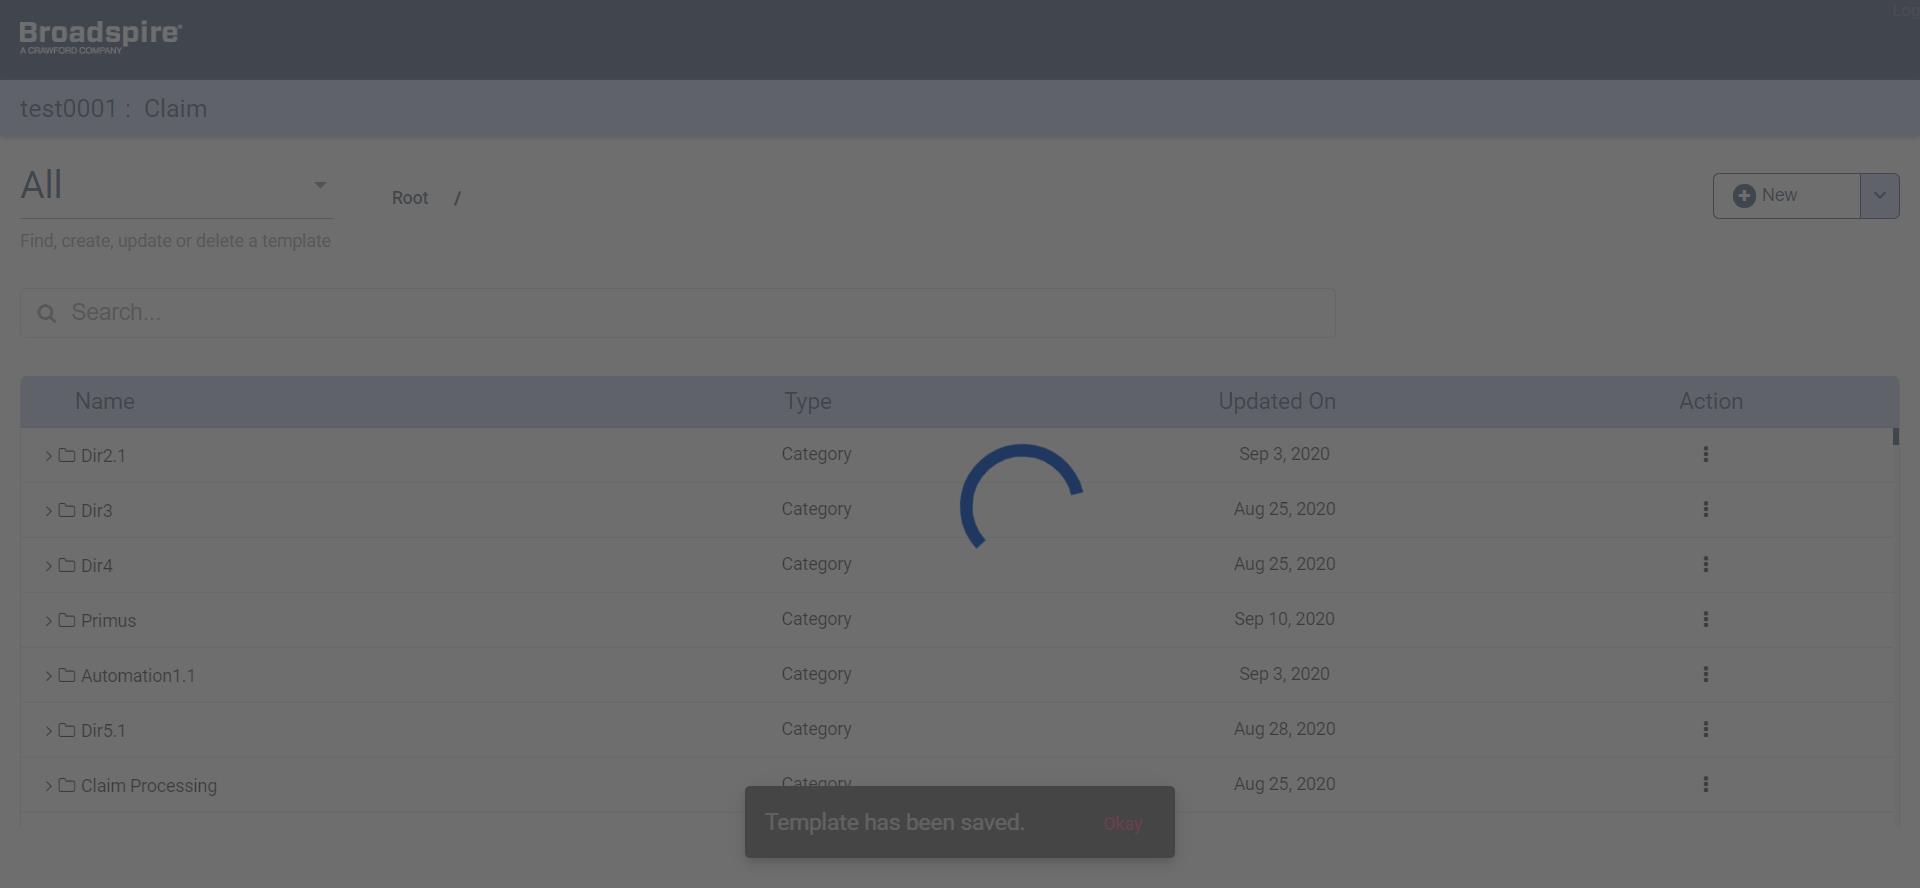 Broadspire®
A CRAWFORD COMPANY
Log
test0001 : Claim
All
Root /
New
Find, create, update or delete a template
Search...
Name Type Updated On Action
Dir2.1 Category Sep 3, 2020
Dir3 Category Aug 25, 2020
Dir4 Category Aug 25, 2020
Primus Category Sep 10, 2020
Automation1.1 Category Sep 3, 2020
Dir5.1 Category Aug 28, 2020
Claim Processing Category Aug 25, 2020
Template has been saved. Okay